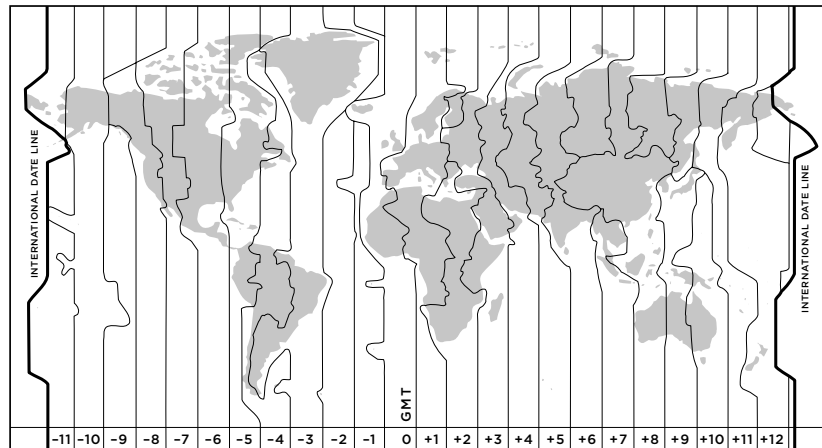 INTERNATIONAL DATE LINE
INTERNATIONAL DATE LINE
GMT
−11 −10 −9 −8 −7 −6 −5 −4 −3 −2 −1 0 +1 +2 +3 +4 +5 +6 +7 +8 +9 +10 +11 +12